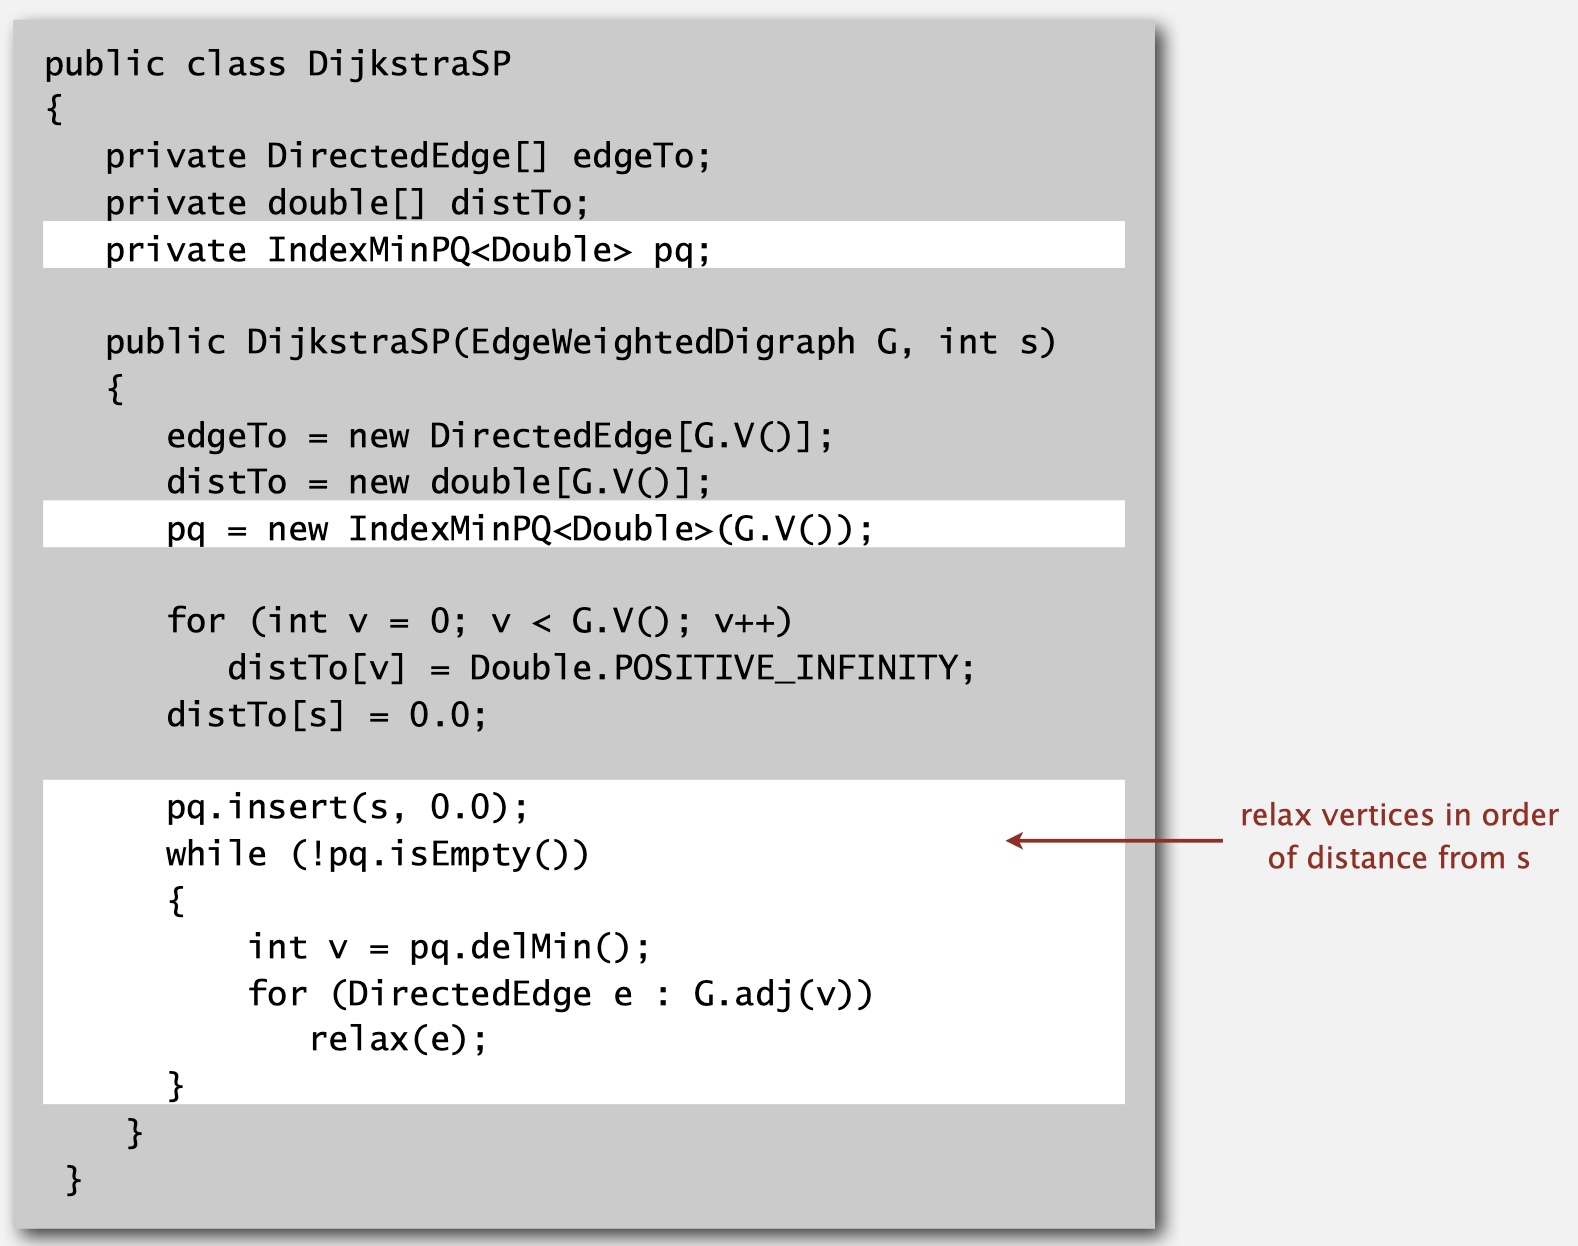 public class DijkstraSP
{
   private DirectedEdge[] edgeTo;
   private double[] distTo;
   private IndexMinPQ<Double> pq;

   public DijkstraSP(EdgeWeightedDigraph G, int s)
   {
      edgeTo = new DirectedEdge[G.V()];
      distTo = new double[G.V()];
      pq = new IndexMinPQ<Double>(G.V());

      for (int v = 0; v < G.V(); v++)
         distTo[v] = Double.POSITIVE_INFINITY;
      distTo[s] = 0.0;

      pq.insert(s, 0.0);
      while (!pq.isEmpty())
      {
          int v = pq.delMin();
          for (DirectedEdge e : G.adj(v))
             relax(e);
      }
    }
 }
relax vertices in order
of distance from s